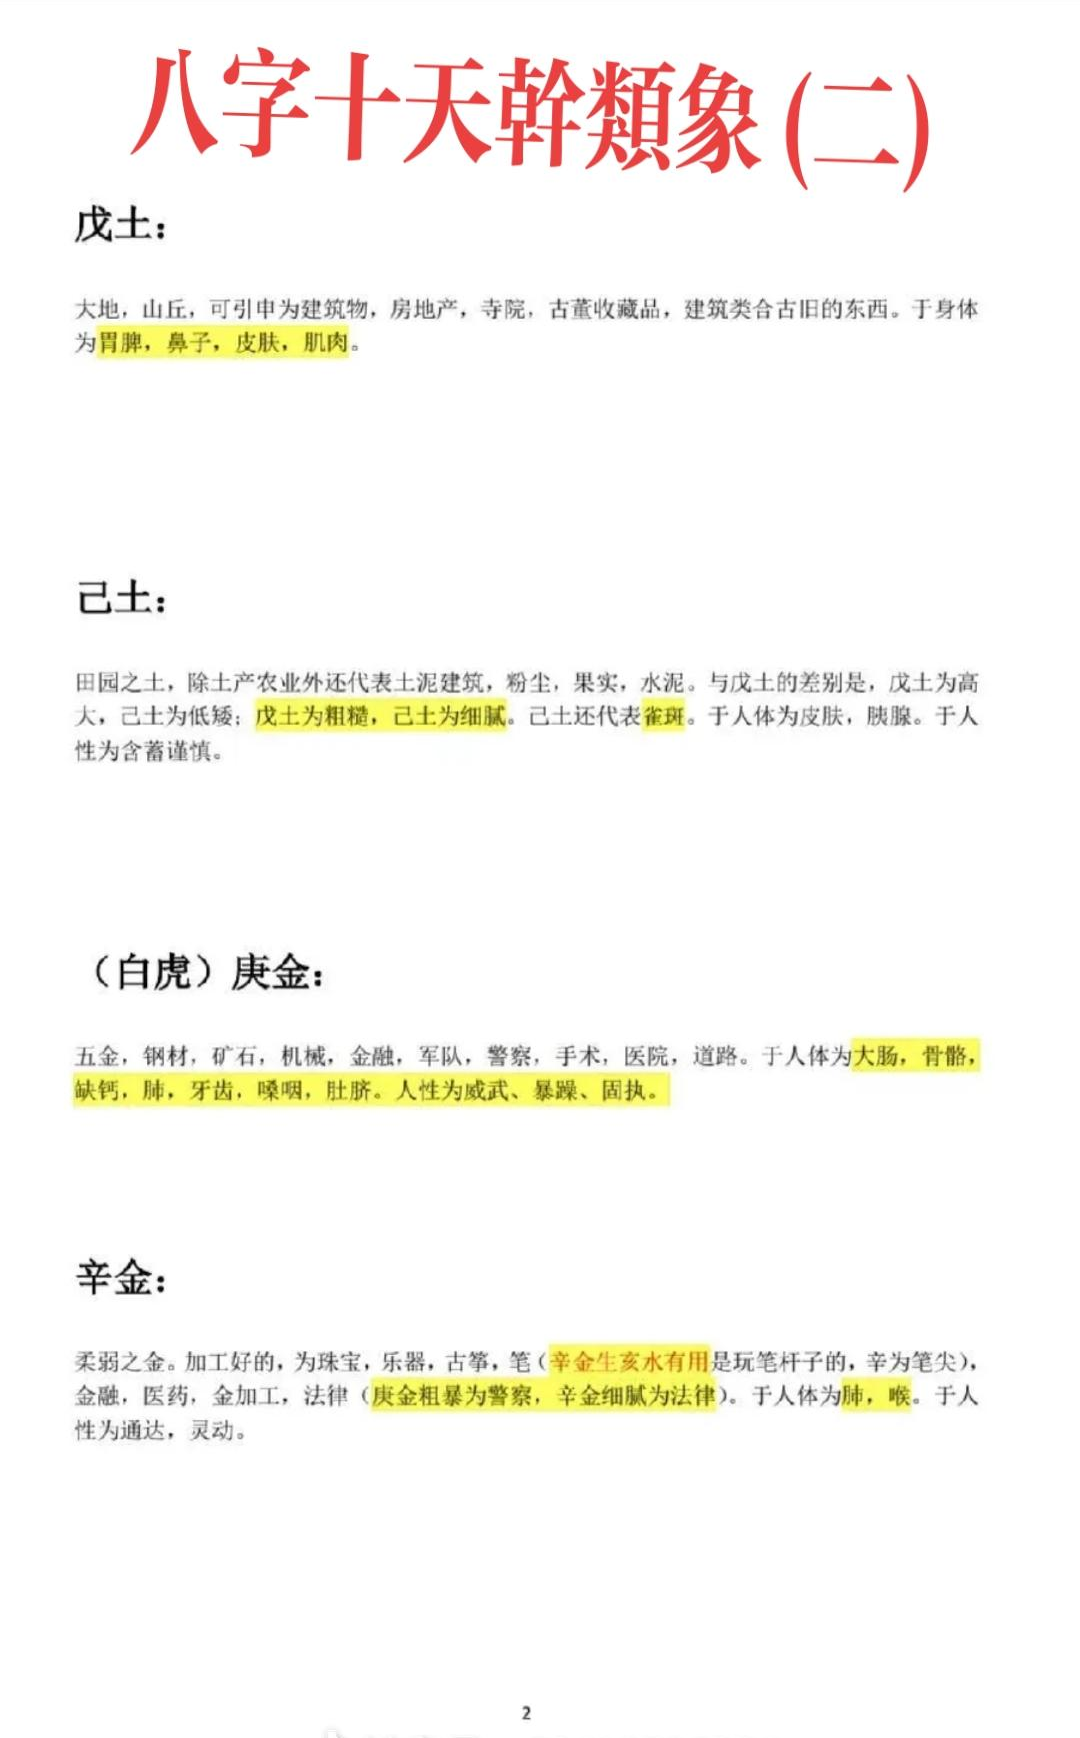 八字十天幹類象(二)
戊土：
大地，山丘，可引申为建筑物，房地产，寺院，古董收藏品，建筑类合古旧的东西。于身体
为胃脾，鼻子，皮肤，肌肉。
己土：
田园之土，除土产农业外还代表土泥建筑，粉尘，果实，水泥。与戊土的差别是，戊土为高
大，己土为低矮；戊土为粗糙，己土为细腻。己土还代表雀斑。于人体为皮肤，胰腺。于人
性为含蓄谨慎。
（白虎）庚金：
五金，钢材，矿石，机械，金融，军队，警察，手术，医院，道路。于人体为大肠，骨骼，
缺钙，肺，牙齿，嗓咽，肚脐。人性为威武、暴躁、固执。
辛金：
柔弱之金。加工好的，为珠宝，乐器，古筝，笔（辛金生亥水有用是玩笔杆子的，辛为笔尖），
金融，医药，金加工，法律（庚金粗暴为警察，辛金细腻为法律）。于人体为肺，喉。于人
性为通达，灵动。
2